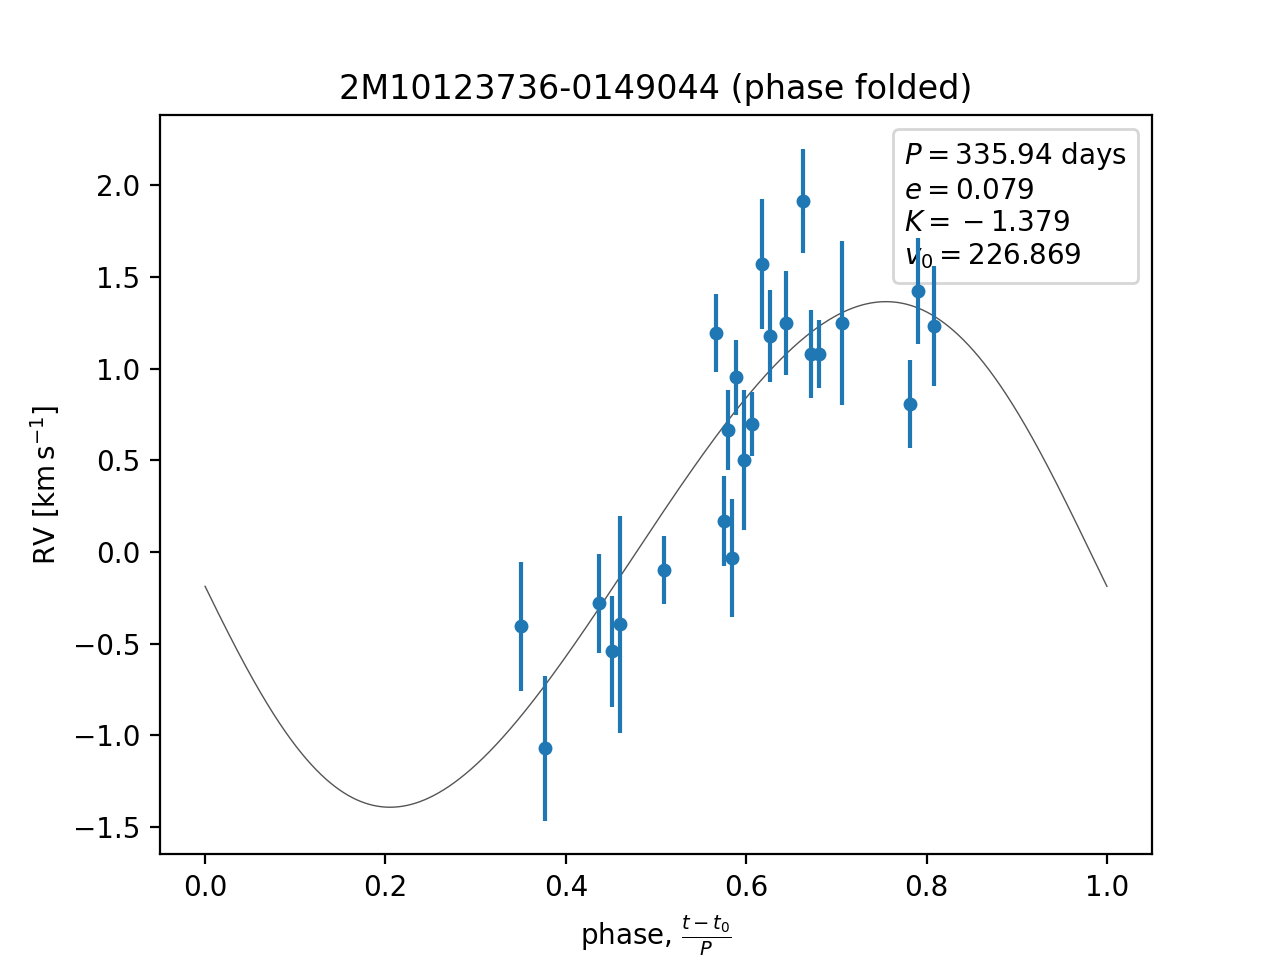 2M10123736-0149044 (phase folded)
P = 335.94 days
e = 0.079
K = −1.379
v₀ = 226.869
RV [km s⁻¹]
2.0
1.5
1.0
0.5
0.0
−0.5
−1.0
−1.5
0.0 0.2 0.4 0.6 0.8 1.0
phase, (t − t₀)/P